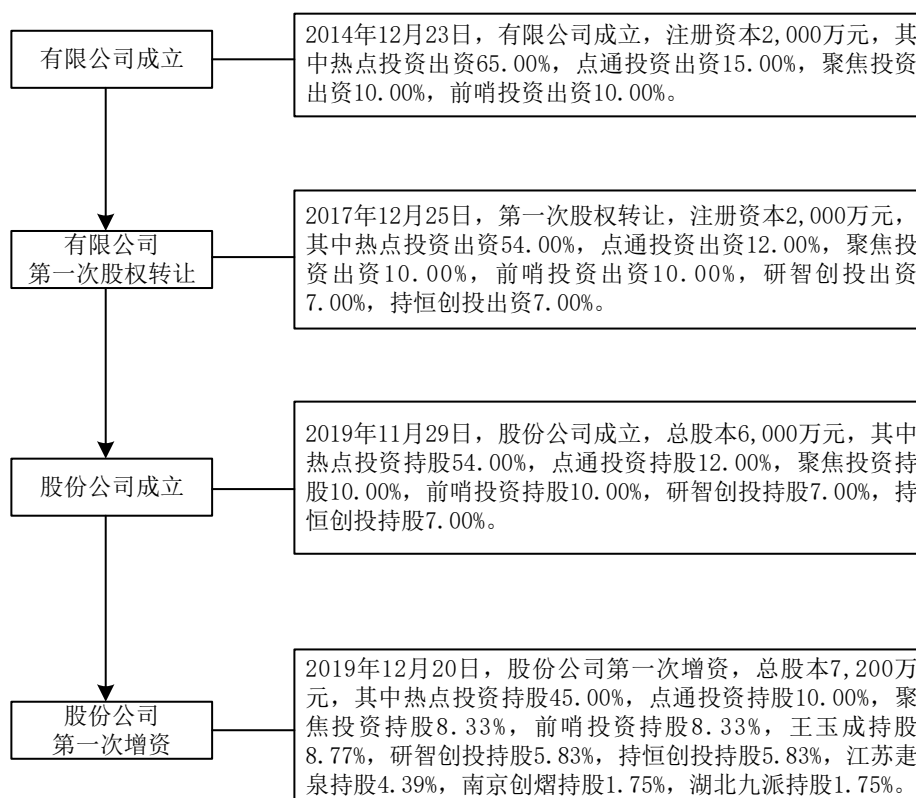 有限公司成立
2014年12月23日，有限公司成立，注册资本2,000万元，其
中热点投资出资65.00%，点通投资出资15.00%，聚焦投资
出资10.00%，前哨投资出资10.00%。
有限公司
第一次股权转让
2017年12月25日，第一次股权转让，注册资本2,000万元，
其中热点投资出资54.00%，点通投资出资12.00%，聚焦投
资出资10.00%，前哨投资出资10.00%，研智创投出资
7.00%，持恒创投出资7.00%。
股份公司成立
2019年11月29日，股份公司成立，总股本6,000万元，其中
热点投资持股54.00%，点通投资持股12.00%，聚焦投资持
股10.00%，前哨投资持股10.00%，研智创投持股7.00%，持
恒创投持股7.00%。
股份公司
第一次增资
2019年12月20日，股份公司第一次增资，总股本7,200万
元，其中热点投资持股45.00%，点通投资持股10.00%，聚
焦投资持股8.33%，前哨投资持股8.33%，王玉成持股
8.77%，研智创投持股5.83%，持恒创投持股5.83%，江苏疌
泉持股4.39%，南京创熠持股1.75%，湖北九派持股1.75%。